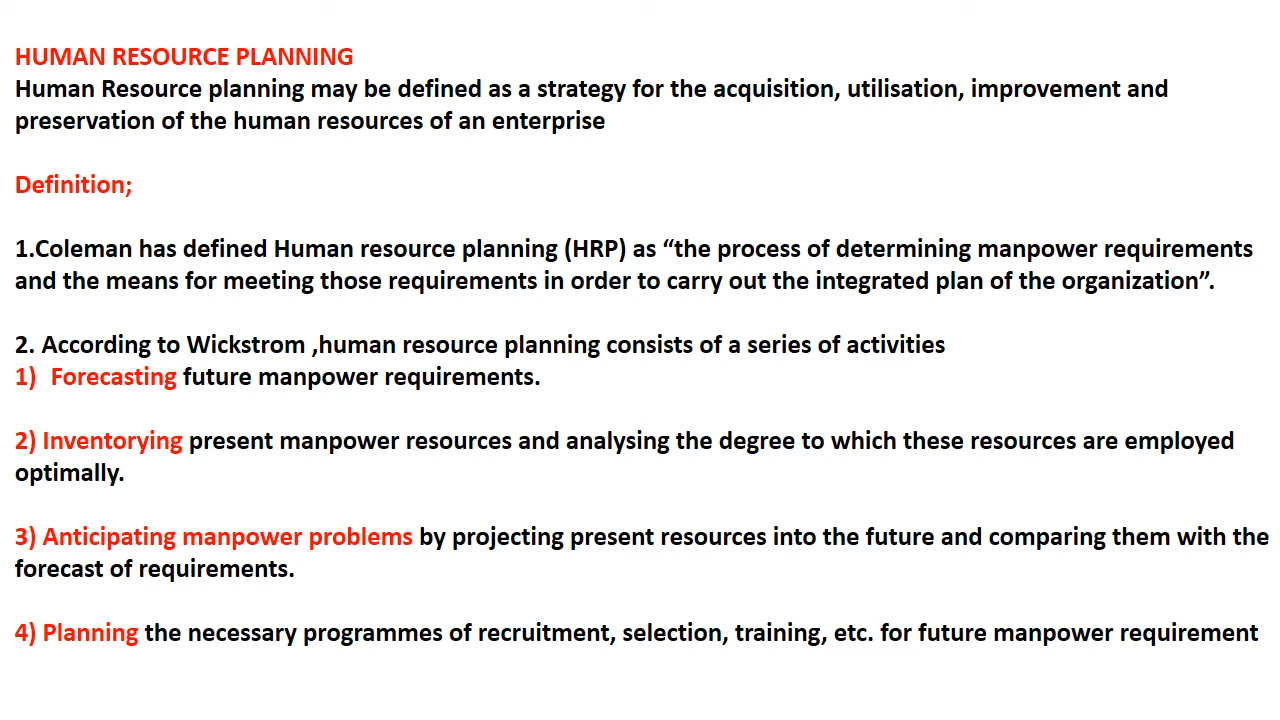 HUMAN RESOURCE PLANNING
Human Resource planning may be defined as a strategy for the acquisition, utilisation, improvement and
preservation of the human resources of an enterprise
Definition;
1.Coleman has defined Human resource planning (HRP) as “the process of determining manpower requirements
and the means for meeting those requirements in order to carry out the integrated plan of the organization”.
2. According to Wickstrom ,human resource planning consists of a series of activities
1) Forecasting future manpower requirements.
2) Inventorying present manpower resources and analysing the degree to which these resources are employed
optimally.
3) Anticipating manpower problems by projecting present resources into the future and comparing them with the
forecast of requirements.
4) Planning the necessary programmes of recruitment, selection, training, etc. for future manpower requirement